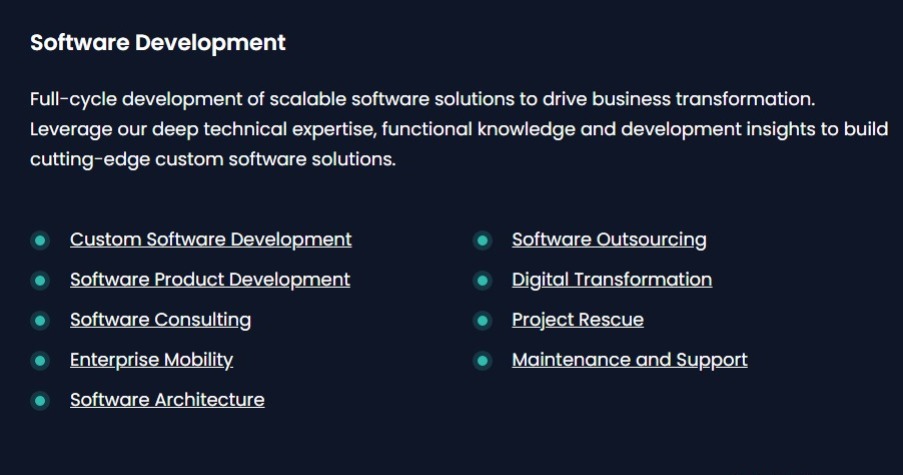 Software Development
Full-cycle development of scalable software solutions to drive business transformation.
Leverage our deep technical expertise, functional knowledge and development insights to build
cutting-edge custom software solutions.
Custom Software Development
Software Product Development
Software Consulting
Enterprise Mobility
Software Architecture
Software Outsourcing
Digital Transformation
Project Rescue
Maintenance and Support